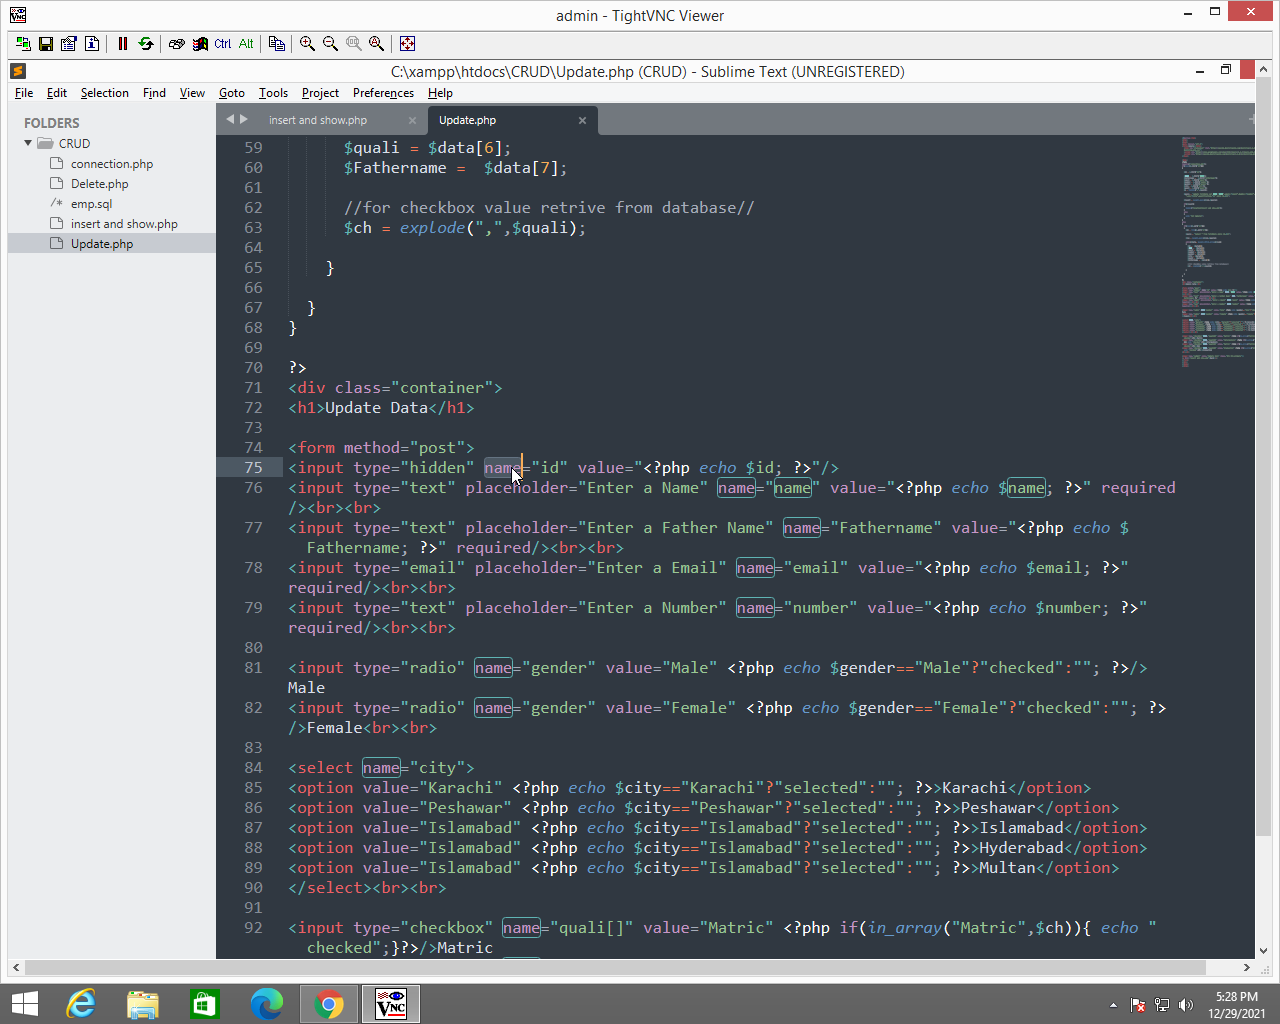 admin - TightVNC Viewer
Ctrl Alt
C:\xampp\htdocs\CRUD\Update.php (CRUD) - Sublime Text (UNREGISTERED)
File Edit Selection Find View Goto Tools Project Preferences Help
FOLDERS
CRUD
connection.php
Delete.php
/* emp.sql
insert and show.php
Update.php
insert and show.php × Update.php ×
59 $quali = $data[6];
60 $Fathername =  $data[7];
61
62 //for checkbox value retrive from database//
63 $ch = explode(",",$quali);
64
65 }
66
67 }
68 }
69
70 ?>
71 <div class="container">
72 <h1>Update Data</h1>
73
74 <form method="post">
75 <input type="hidden" name="id" value="<?php echo $id; ?>"/>
76 <input type="text" placeholder="Enter a Name" name="name" value="<?php echo $name; ?>" required
/><br><br>
77 <input type="text" placeholder="Enter a Father Name" name="Fathername" value="<?php echo $
Fathername; ?>" required/><br><br>
78 <input type="email" placeholder="Enter a Email" name="email" value="<?php echo $email; ?>"
required/><br><br>
79 <input type="text" placeholder="Enter a Number" name="number" value="<?php echo $number; ?>"
required/><br><br>
80
81 <input type="radio" name="gender" value="Male" <?php echo $gender=="Male"?"checked":""; ?>/>
Male
82 <input type="radio" name="gender" value="Female" <?php echo $gender=="Female"?"checked":""; ?>
/>Female<br><br>
83
84 <select name="city">
85 <option value="Karachi" <?php echo $city=="Karachi"?"selected":""; ?>>Karachi</option>
86 <option value="Peshawar" <?php echo $city=="Peshawar"?"selected":""; ?>>Peshawar</option>
87 <option value="Islamabad" <?php echo $city=="Islamabad"?"selected":""; ?>>Islamabad</option>
88 <option value="Islamabad" <?php echo $city=="Islamabad"?"selected":""; ?>>Hyderabad</option>
89 <option value="Islamabad" <?php echo $city=="Islamabad"?"selected":""; ?>>Multan</option>
90 </select><br><br>
91
92 <input type="checkbox" name="quali[]" value="Matric" <?php if(in_array("Matric",$ch)){ echo "
checked";}?>/>Matric
5:28 PM
12/29/2021